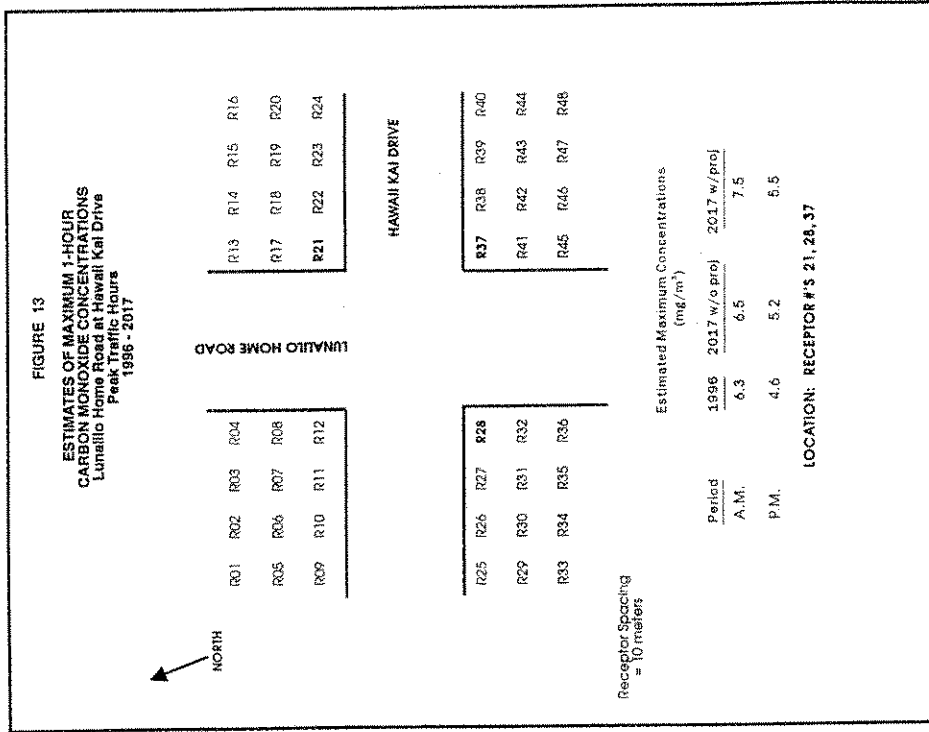 FIGURE 13
ESTIMATES OF MAXIMUM 1-HOUR
CARBON MONOXIDE CONCENTRATIONS
Lunalilo Home Road at Hawaii Kai Drive
Peak Traffic Hours
1996 - 2017
NORTH
R01 R02 R03 R04 R13 R14 R15 R16
R05 R06 R07 R08 R17 R18 R19 R20
R09 R10 R11 R12 R21 R22 R23 R24
LUNALILO HOME ROAD
HAWAII KAI DRIVE
R25 R26 R27 R28 R37 R38 R39 R40
R29 R30 R31 R32 R41 R42 R43 R44
R33 R34 R35 R36 R45 R46 R47 R48
Receptor Spacing
= 10 meters
Estimated Maximum Concentrations
(mg/m³)
Period 1996 2017 w/o proj 2017 w/proj
A.M. 6.3 6.5 7.5
P.M. 4.6 5.2 5.5
LOCATION: RECEPTOR #'S 21, 28, 37